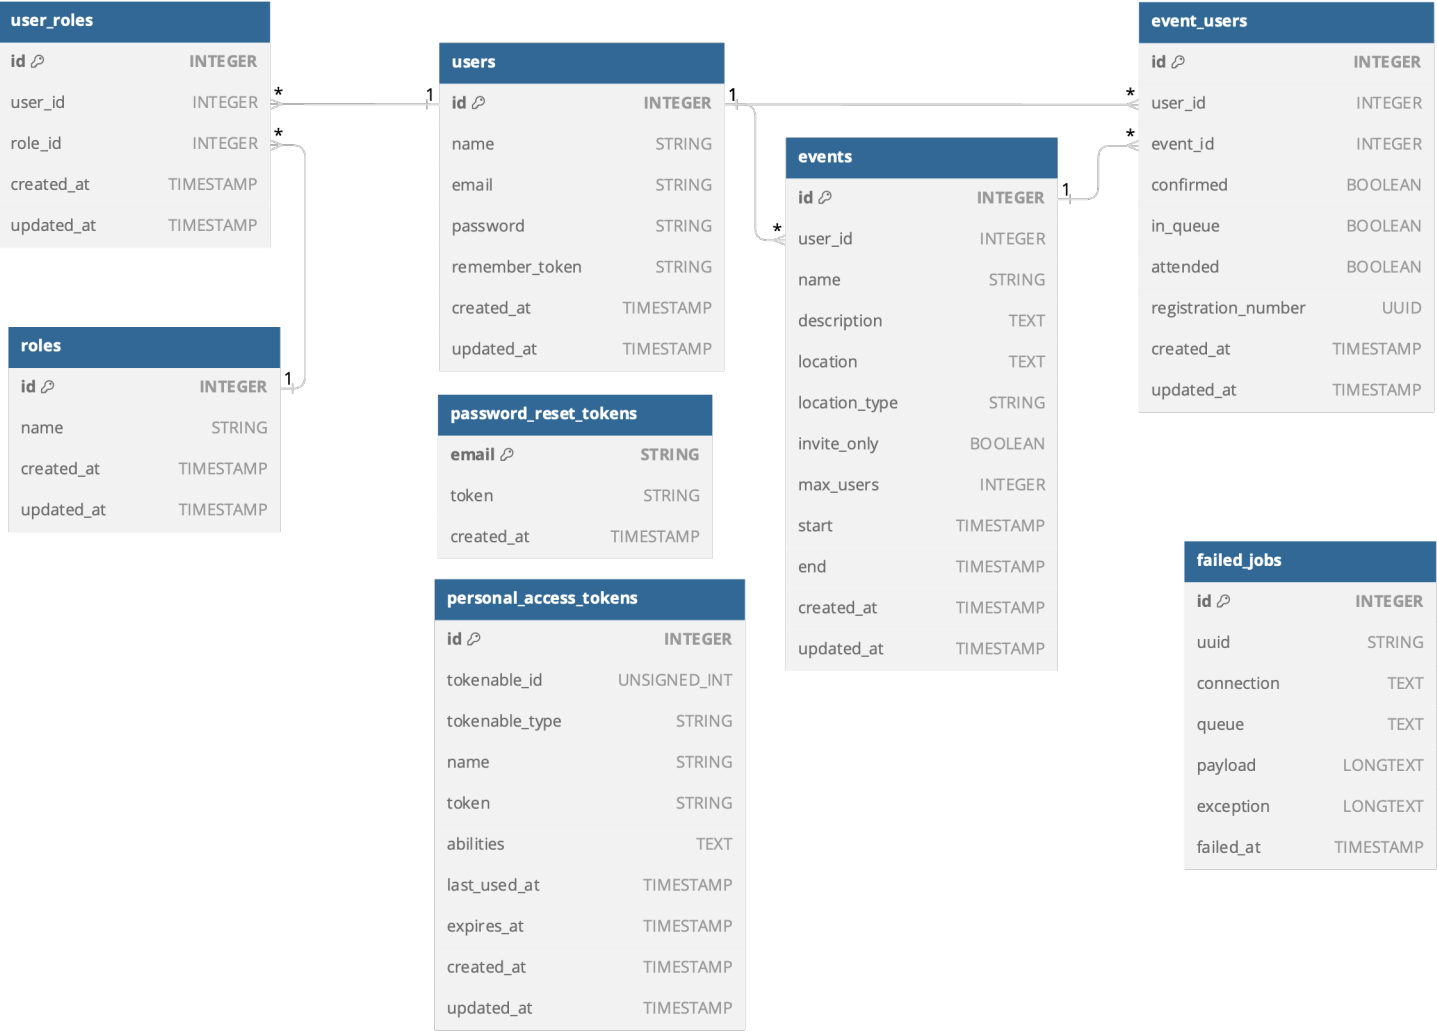 user_roles
id INTEGER
user_id INTEGER
role_id INTEGER
created_at TIMESTAMP
updated_at TIMESTAMP
*
*
1
roles
id INTEGER
name STRING
created_at TIMESTAMP
updated_at TIMESTAMP
1
users
id INTEGER
name STRING
email STRING
password STRING
remember_token STRING
created_at TIMESTAMP
updated_at TIMESTAMP
1
password_reset_tokens
email STRING
token STRING
created_at TIMESTAMP
personal_access_tokens
id INTEGER
tokenable_id UNSIGNED_INT
tokenable_type STRING
name STRING
token STRING
abilities TEXT
last_used_at TIMESTAMP
expires_at TIMESTAMP
created_at TIMESTAMP
updated_at TIMESTAMP
*
events
id INTEGER
user_id INTEGER
name STRING
description TEXT
location TEXT
location_type STRING
invite_only BOOLEAN
max_users INTEGER
start TIMESTAMP
end TIMESTAMP
created_at TIMESTAMP
updated_at TIMESTAMP
1
*
*
event_users
id INTEGER
user_id INTEGER
event_id INTEGER
confirmed BOOLEAN
in_queue BOOLEAN
attended BOOLEAN
registration_number UUID
created_at TIMESTAMP
updated_at TIMESTAMP
failed_jobs
id INTEGER
uuid STRING
connection TEXT
queue TEXT
payload LONGTEXT
exception LONGTEXT
failed_at TIMESTAMP